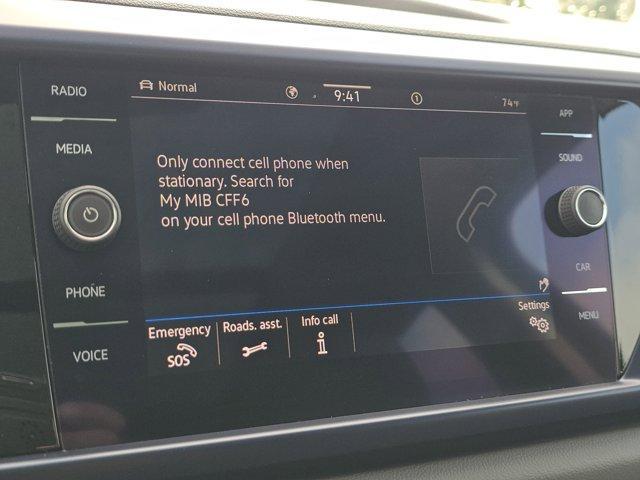 RADIO
MEDIA
PHONE
VOICE
Normal
9:41
1
74°F
Only connect cell phone when
stationary. Search for
My MIB CFF6
on your cell phone Bluetooth menu.
Settings
Emergency
SOS
Roads. asst.
Info call
APP
SOUND
CAR
MENU